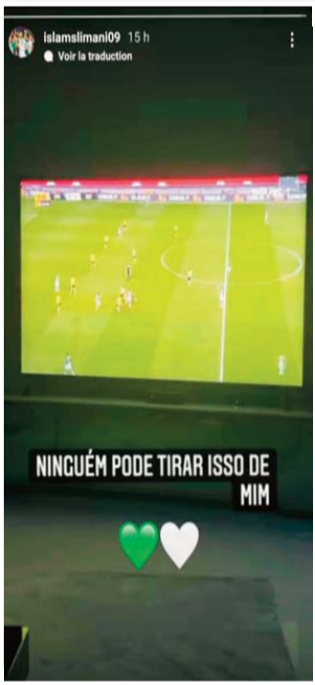 islamslimani09 15 h
Voir la traduction
NINGUÉM PODE TIRAR ISSO DE
MIM